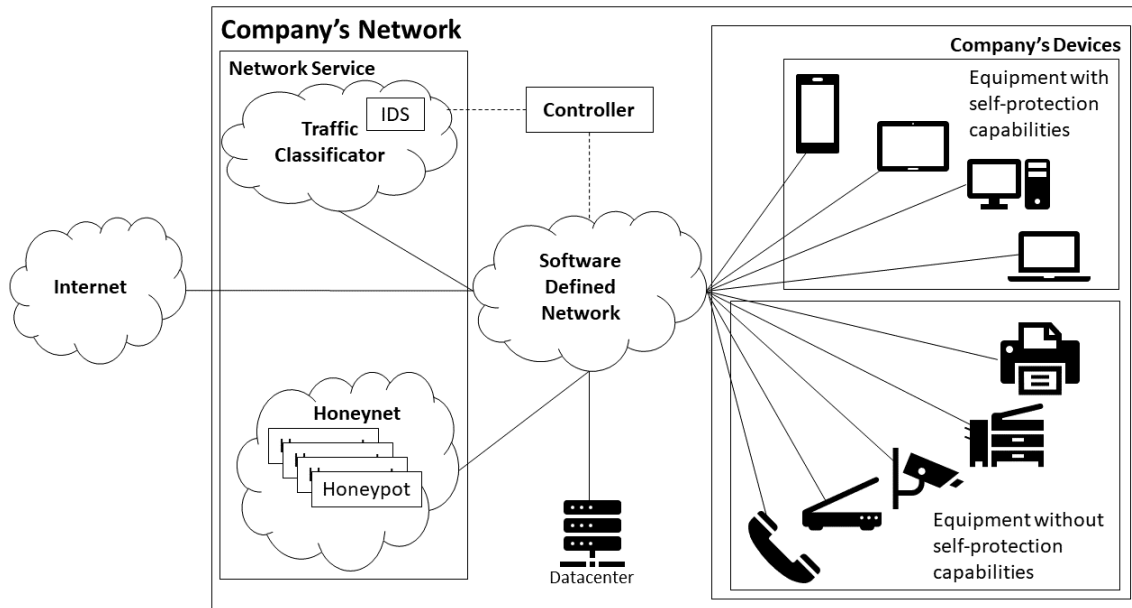 Company's Network
Network Service
IDS
Traffic
Classificator
Controller
Company's Devices
Equipment with
self-protection
capabilities
Internet
Software
Defined
Network
Honeynet
Honeypot
Datacenter
Equipment without
self-protection
capabilities